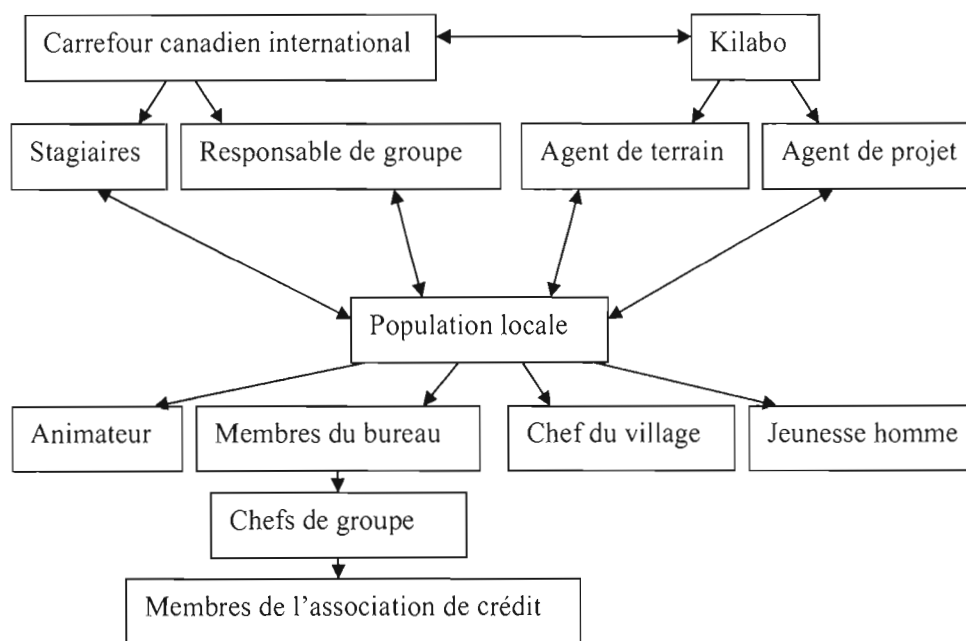 Carrefour canadien international
Kilabo
Stagiaires
Responsable de groupe
Agent de terrain
Agent de projet
Population locale
Animateur
Membres du bureau
Chef du village
Jeunesse homme
Chefs de groupe
Membres de l'association de crédit